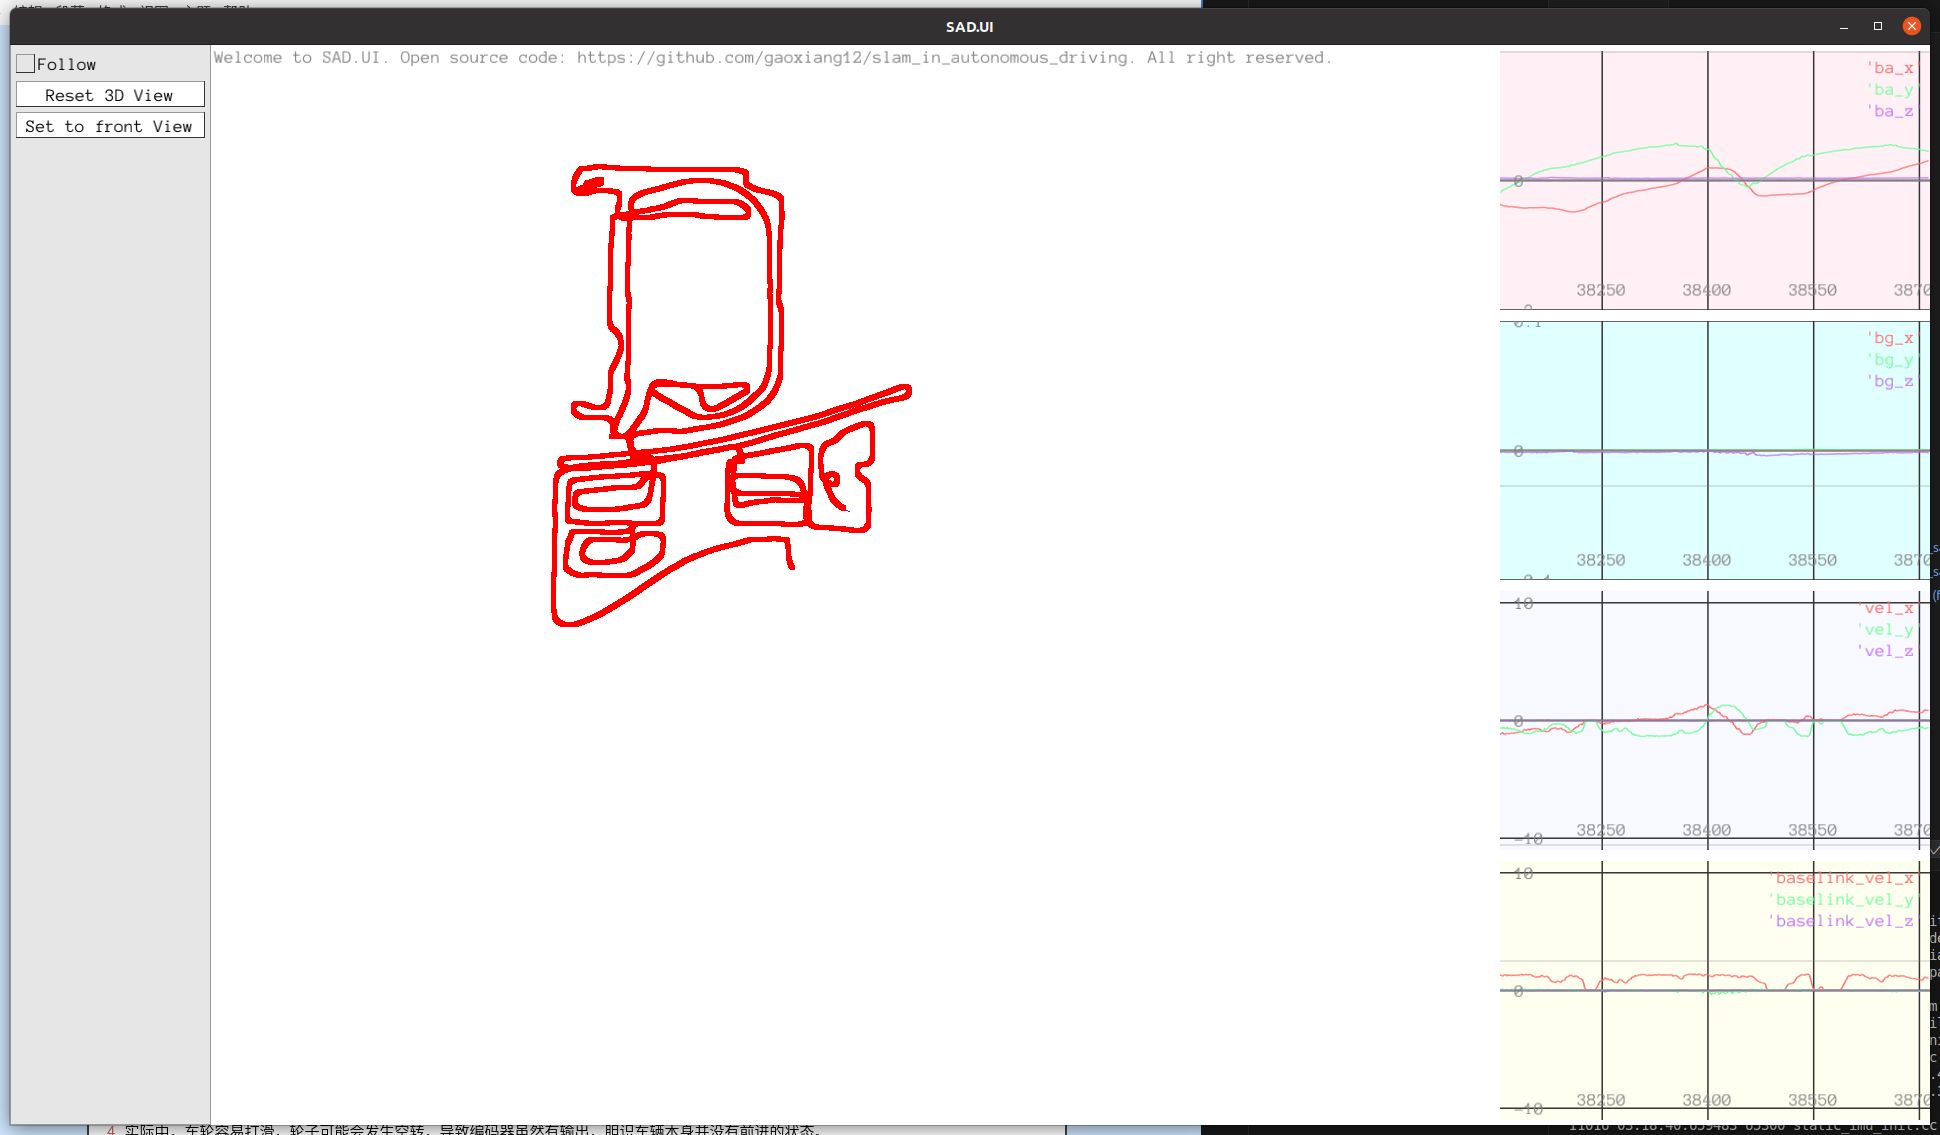 SAD.UI
Follow
Reset 3D View
Set to front View
Welcome to SAD.UI. Open source code: https://github.com/gaoxiang12/slam_in_autonomous_driving. All right reserved.
'ba_x'
'ba_y'
'ba_z'
0
38250
38400
38550
3870
'bg_x'
'bg_y'
'bg_z'
0
38250
38400
38550
3870
10
'vel_x'
'vel_y'
'vel_z'
0
38250
38400
38550
3870
-10
10
'baselink_vel_x'
'baselink_vel_y'
'baselink_vel_z'
0
38250
38400
38550
3870
-10
4 实际中，车轮容易打滑，轮子可能会发生空转，导致编码器虽然有输出，但识车辆本身并没有前进的状态。